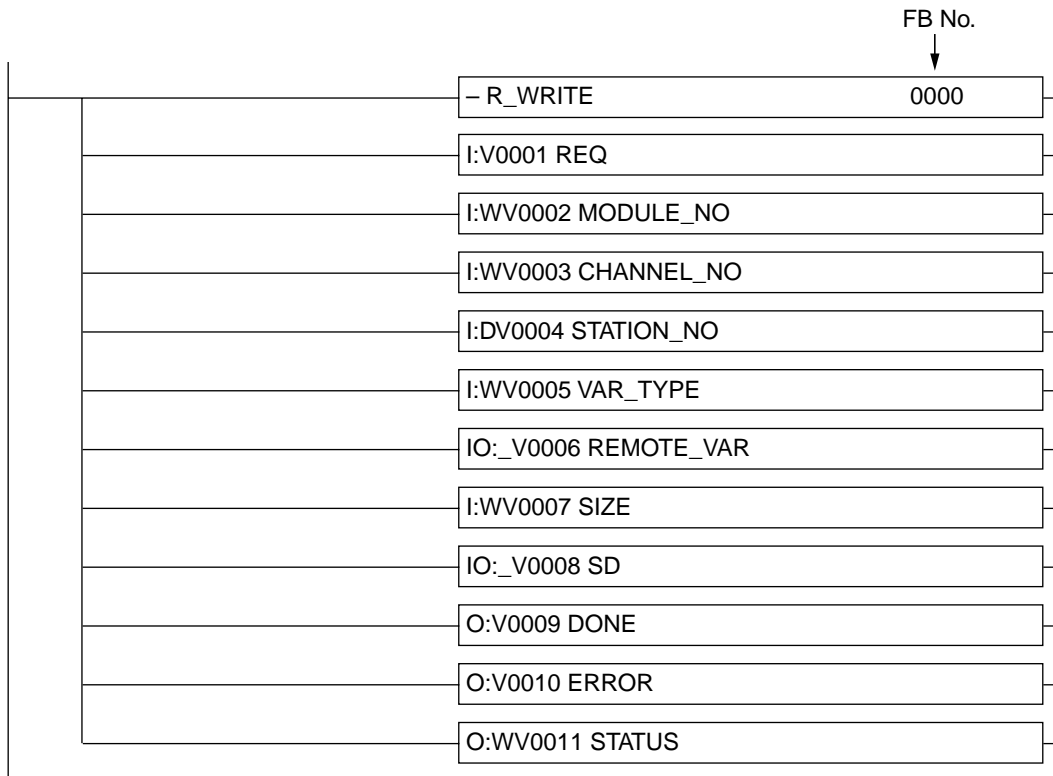 FB No.
– R_WRITE 0000
I:V0001 REQ
I:WV0002 MODULE_NO
I:WV0003 CHANNEL_NO
I:DV0004 STATION_NO
I:WV0005 VAR_TYPE
IO:_V0006 REMOTE_VAR
I:WV0007 SIZE
IO:_V0008 SD
O:V0009 DONE
O:V0010 ERROR
O:WV0011 STATUS